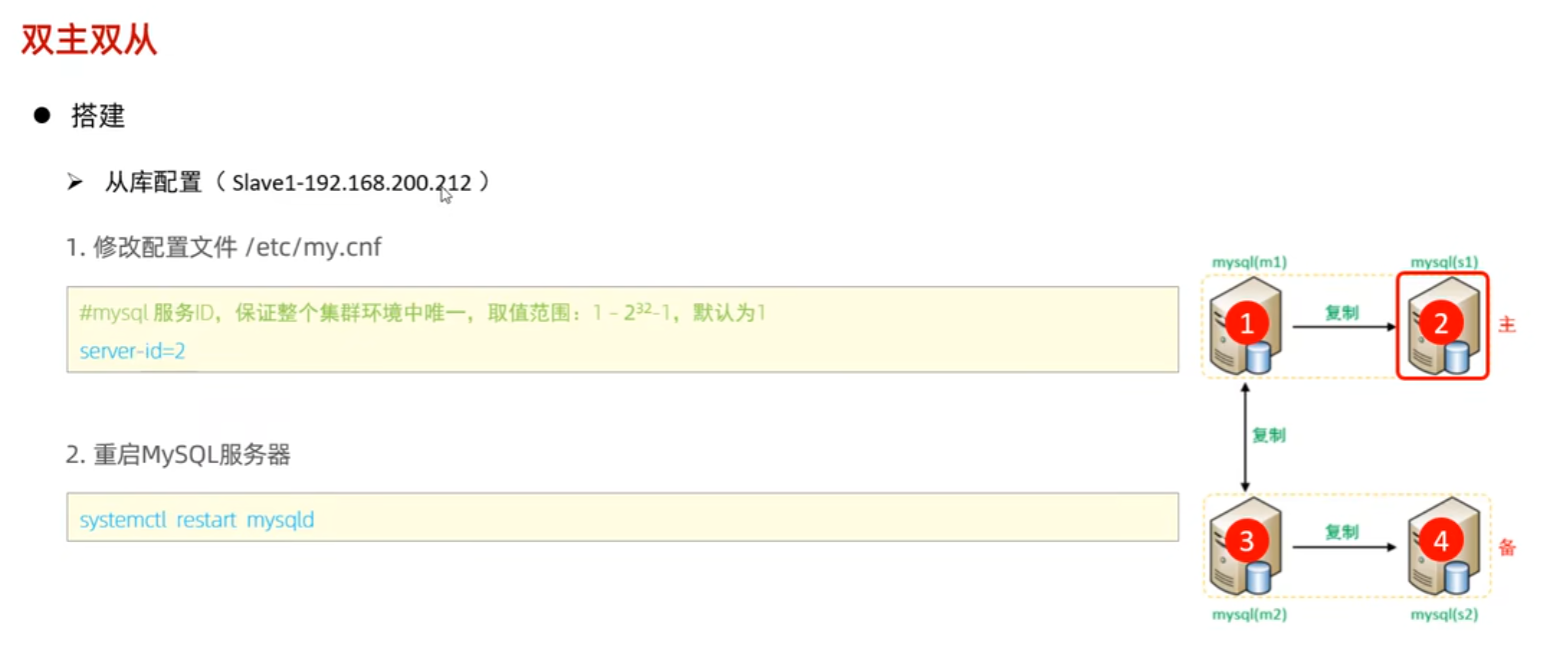 双主双从
● 搭建
➢ 从库配置（ Slave1-192.168.200.212 ）
1. 修改配置文件 /etc/my.cnf
#mysql 服务ID，保证整个集群环境中唯一，取值范围：1 – 2³²-1，默认为1
server-id=2
2. 重启MySQL服务器
systemctl restart mysqld
mysql(m1)
mysql(s1)
1
复制
2
主
复制
3
复制
4
备
mysql(m2)
mysql(s2)